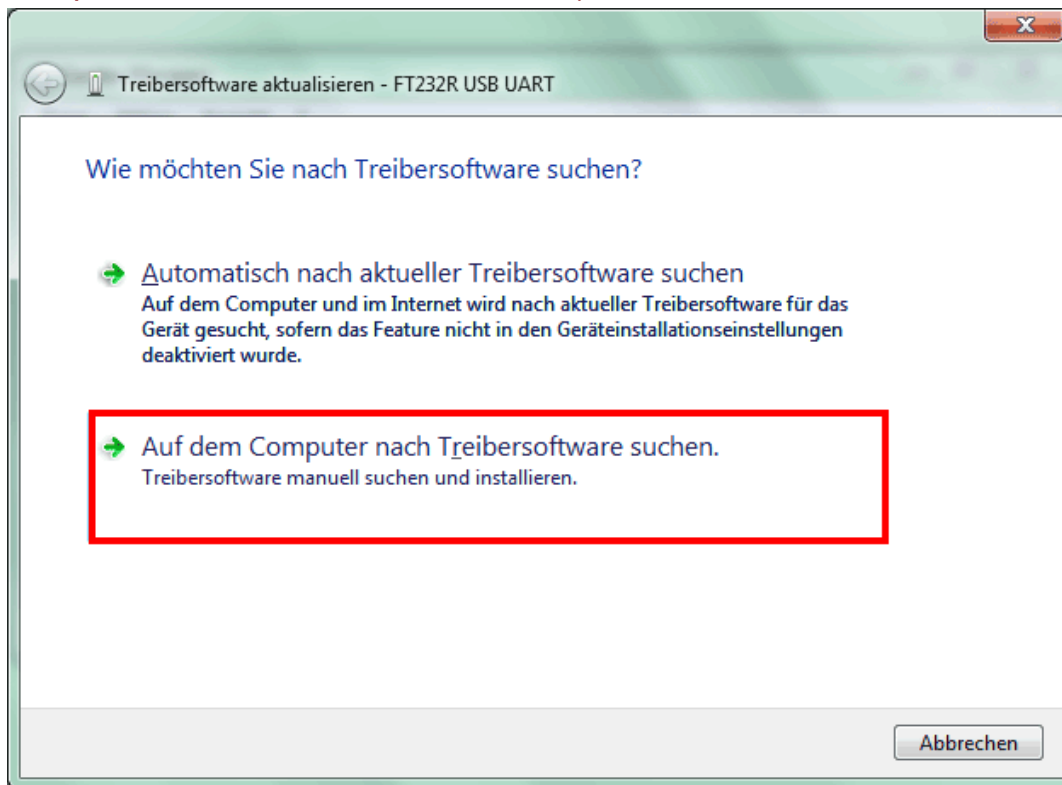 Treibersoftware aktualisieren - FT232R USB UART
Wie möchten Sie nach Treibersoftware suchen?
Automatisch nach aktueller Treibersoftware suchen
Auf dem Computer und im Internet wird nach aktueller Treibersoftware für das
Gerät gesucht, sofern das Feature nicht in den Geräteinstallationseinstellungen
deaktiviert wurde.
Auf dem Computer nach Treibersoftware suchen.
Treibersoftware manuell suchen und installieren.
Abbrechen